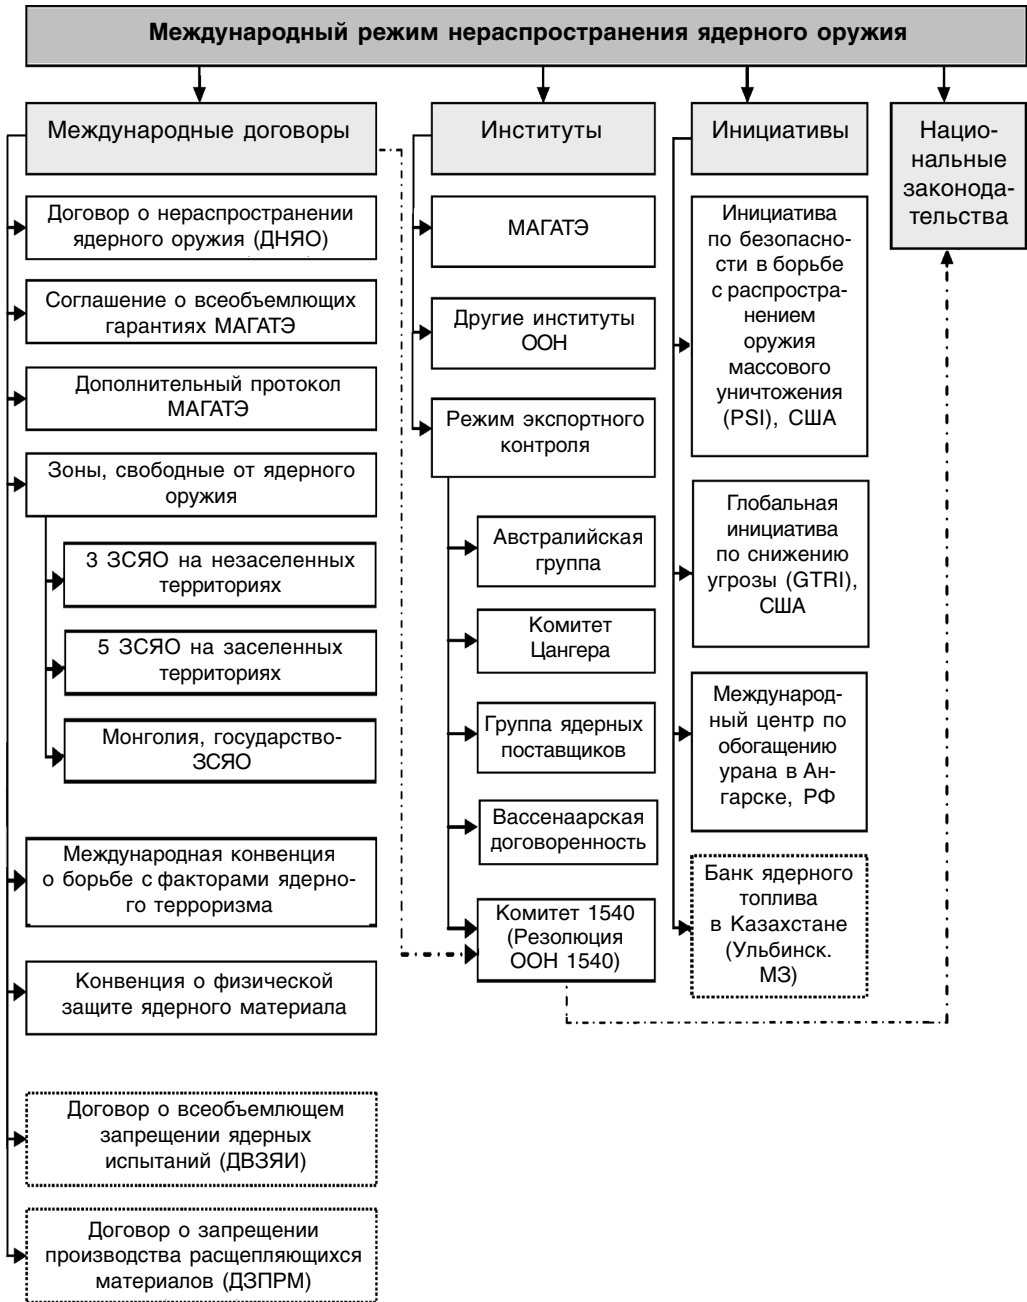 Международный режим нераспространения ядерного оружия
Международные договоры
Договор о нераспространении
ядерного оружия (ДНЯО)
Соглашение о всеобъемлющих
гарантиях МАГАТЭ
Дополнительный протокол
МАГАТЭ
Зоны, свободные от ядерного
оружия
3 ЗСЯО на незаселенных
территориях
5 ЗСЯО на заселенных
территориях
Монголия, государство-
ЗСЯО
Международная конвенция
о борьбе с факторами ядерно-
го терроризма
Конвенция о физической
защите ядерного материала
Договор о всеобъемлющем
запрещении ядерных
испытаний (ДВЗЯИ)
Договор о запрещении
производства расщепляющихся
материалов (ДЗПРМ)
Институты
МАГАТЭ
Другие институты
ООН
Режим экспортного
контроля
Австралийская
группа
Комитет
Цангера
Группа ядерных
поставщиков
Вассенаарская
договоренность
Комитет 1540
(Резолюция
ООН 1540)
Инициативы
Инициатива
по безопасно-
сти в борьбе
с распростра-
нением
оружия
массового
уничтожения
(PSI), США
Глобальная
инициатива
по снижению
угрозы (GTRI),
США
Международ-
ный центр по
обогащению
урана в Ан-
гарске, РФ
Банк ядерного
топлива
в Казахстане
(Ульбинск.
МЗ)
Нацио-
нальные
законода-
тельства